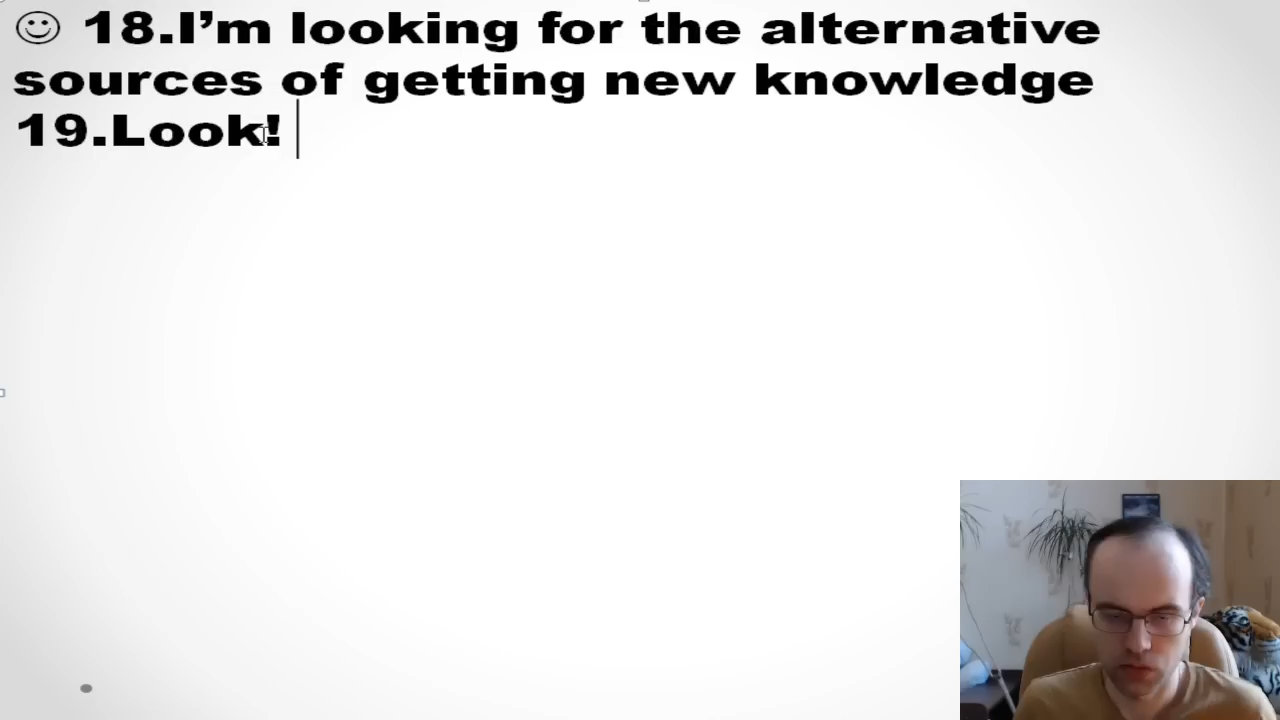 ☺ 18.I’m looking for the alternative
sources of getting new knowledge
19.Look!